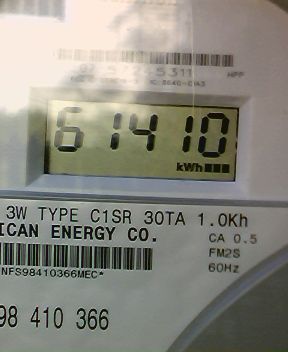 5311
61410
kWh
3W TYPE C1SR 30TA 1.0Kh
ICAN ENERGY CO.
CA 0.5
FM2S
NFS98410366MEC*
60Hz
98 410 366